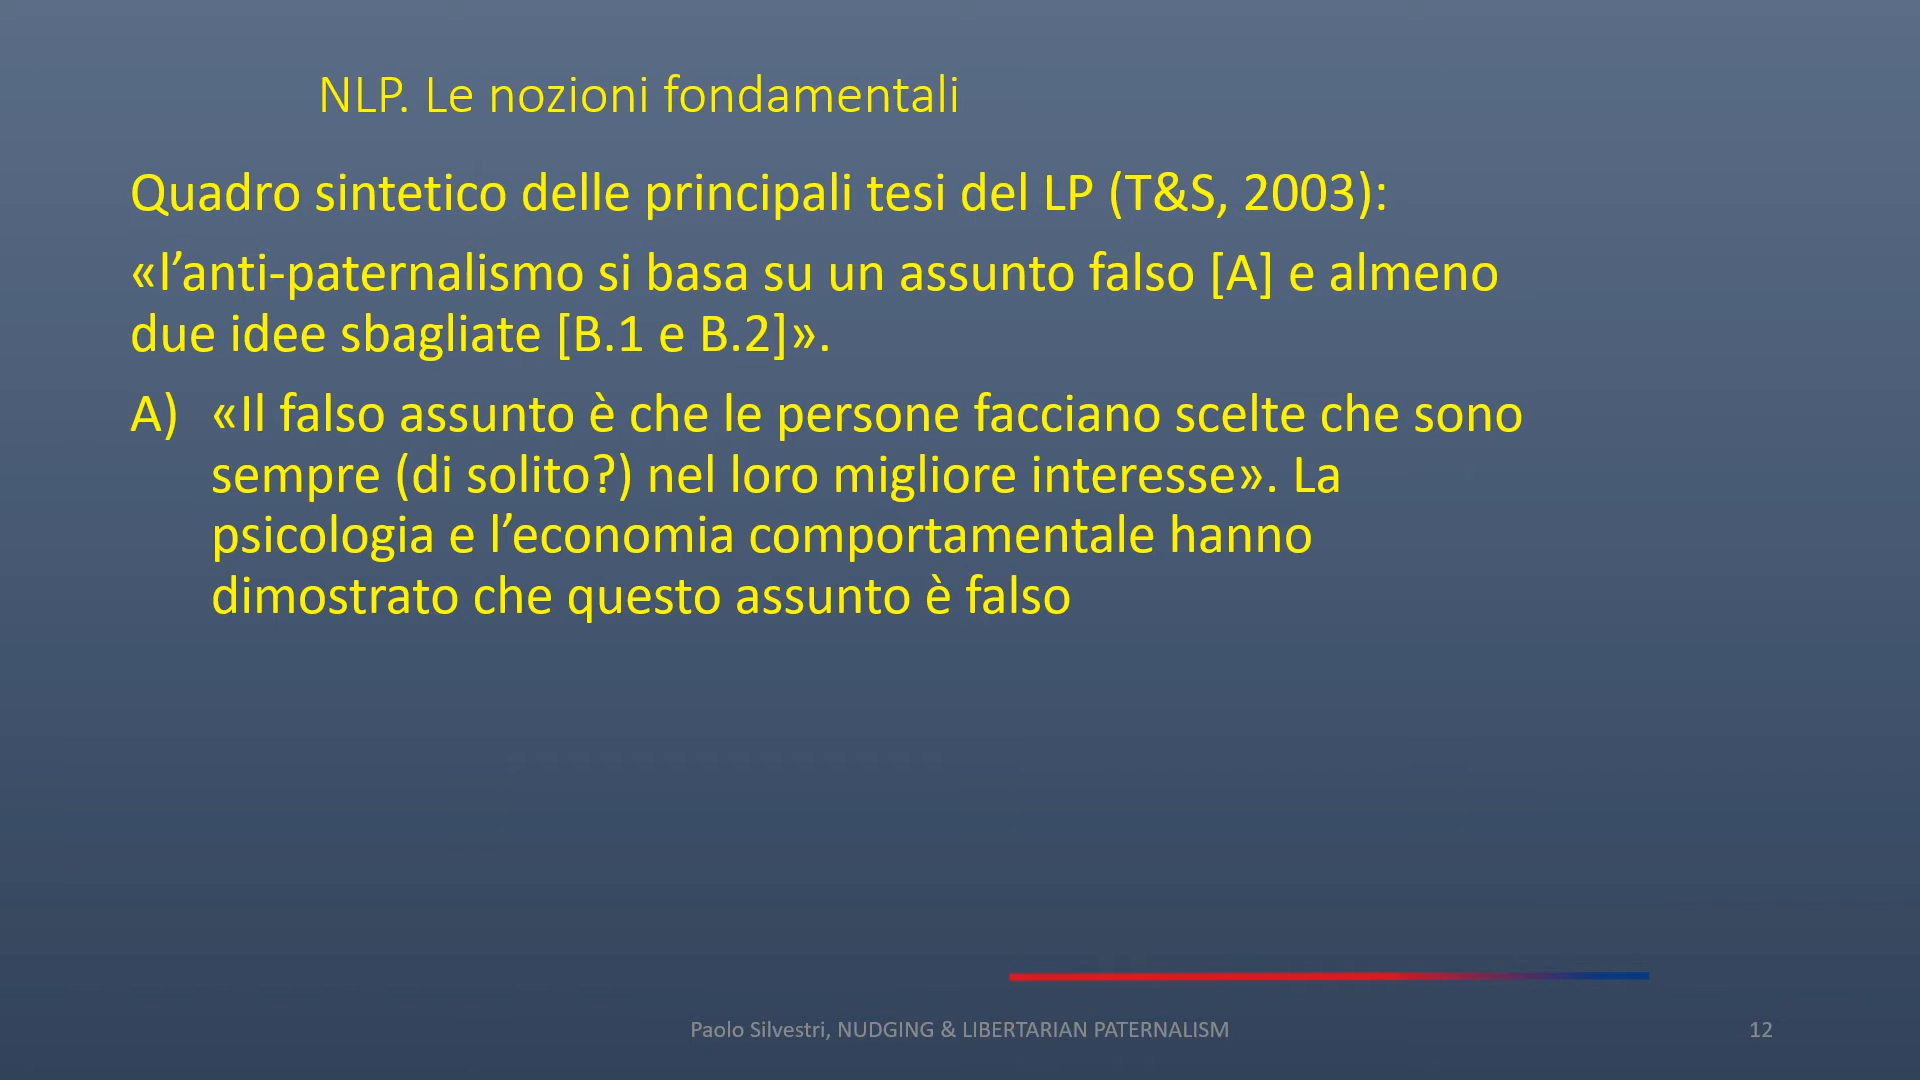 NLP. Le nozioni fondamentali
Quadro sintetico delle principali tesi del LP (T&S, 2003):
«l’anti-paternalismo si basa su un assunto falso [A] e almeno
due idee sbagliate [B.1 e B.2]».
A) «Il falso assunto è che le persone facciano scelte che sono
sempre (di solito?) nel loro migliore interesse». La
psicologia e l’economia comportamentale hanno
dimostrato che questo assunto è falso
Paolo Silvestri, NUDGING & LIBERTARIAN PATERNALISM
12